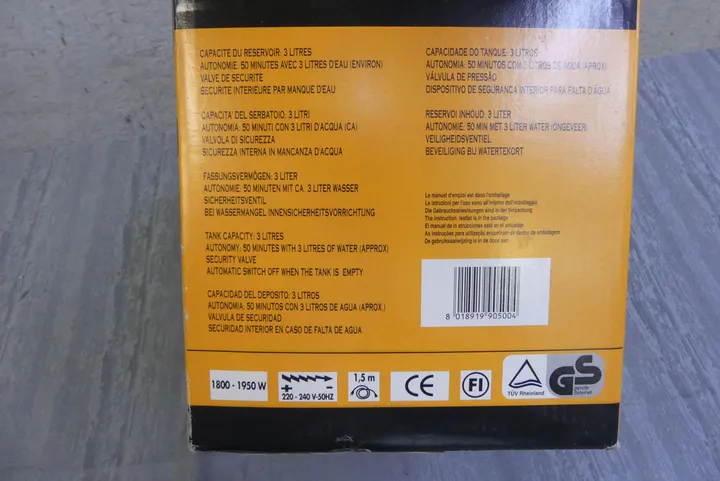 CAPACITE DU RESERVOIR: 3 LITRES
AUTONOMIE: 50 MINUTES AVEC 3 LITRES D'EAU (ENVIRON)
VALVE DE SECURITE
SECURITE INTERIEURE PAR MANQUE D'EAU
CAPACITA' DEL SERBATOIO: 3 LITRI
AUTONOMIA: 50 MINUTI CON 3 LITRI D'ACQUA (CA)
VALVOLA DI SICUREZZA
SICUREZZA INTERNA IN MANCANZA D'ACQUA
FASSUNGSVERMÖGEN: 3 LITER
AUTONOMIE: 50 MINUTEN MIT CA. 3 LITER WASSER
SICHERHEITSVENTIL
BEI WASSERMANGEL INNENSICHERHEITSVORRICHTUNG
TANK CAPACITY: 3 LITRES
AUTONOMY: 50 MINUTES WITH 3 LITRES OF WATER (APPROX)
SECURITY VALVE
AUTOMATIC SWITCH OFF WHEN THE TANK IS EMPTY
CAPACIDAD DEL DEPOSITO: 3 LITROS
AUTONOMIA: 50 MINUTOS CON 3 LITROS DE AGUA (APROX.)
VALVULA DE SEGURIDAD
SEGURIDAD INTERIOR EN CASO DE FALTA DE AGUA
CAPACIDADE DO TANQUE: 3 LITROS
AUTONOMIA: 50 MINUTOS COM 3 LITROS DE AGUA (APROX)
VÁLVULA DE PRESSÃO
DISPOSITIVO DE SEGURANÇA INTERIOR PARA FALTA D'ÁGUA
RESERVOI INHOUD: 3 LITER
AUTONOMIE: 50 MIN MET 3 LITER WATER (ONGEVEER)
VEILIGHEIDSVENTIEL
BEVEILIGING BIJ WATERTEKORT
Le manuel d'emploi est dans l'emballage
Le istruzioni per l'uso sono all'interno dell'imballaggio
Die Gebrauchsanweisungen sind in der Verpackung
The instruction, leaflet is in the package
El manual de in strucciones está en el amupalaje
As instruções para utilização encontram-se dentro da embalagem
De gebruiksaanwijzing is in de doos aan
8 018919 905004
1800 - 1950 W
220 - 240 V-50HZ
1,5 m
CE
FI
TÜV Rheinland
GS